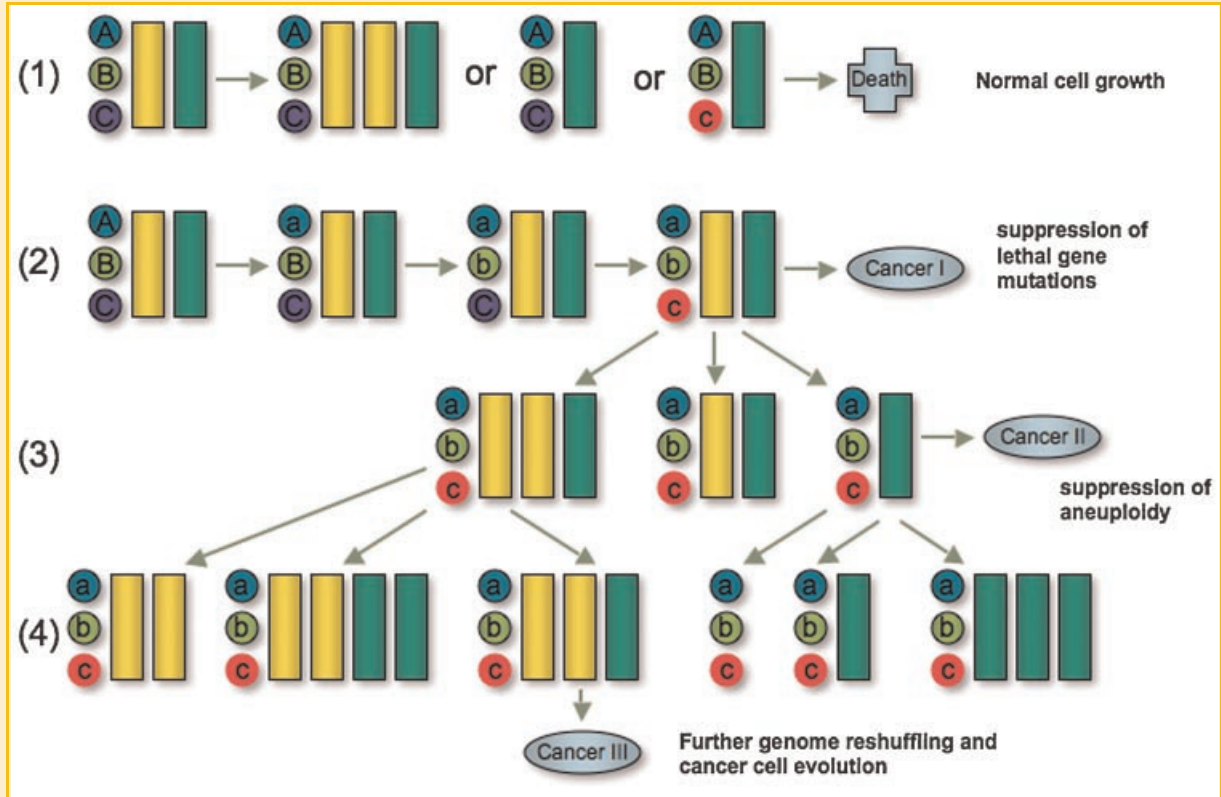 A A A A
(1) B B or B or B Death Normal cell growth
C C C c
A a a a
suppression of
(2) B B b b Cancer I lethal gene
mutations
C C C c
a a a
(3) b b b Cancer II
c c c
suppression of
aneuploidy
a a a a a a
(4) b b b b b b
c c c c c c
Cancer III Further genome reshuffling and
cancer cell evolution